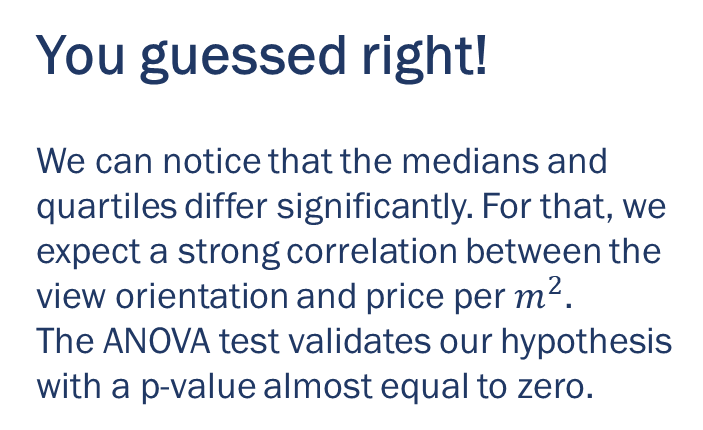 You guessed right!
We can notice that the medians and
quartiles differ significantly. For that, we
expect a strong correlation between the
view orientation and price per m².
The ANOVA test validates our hypothesis
with a p-value almost equal to zero.